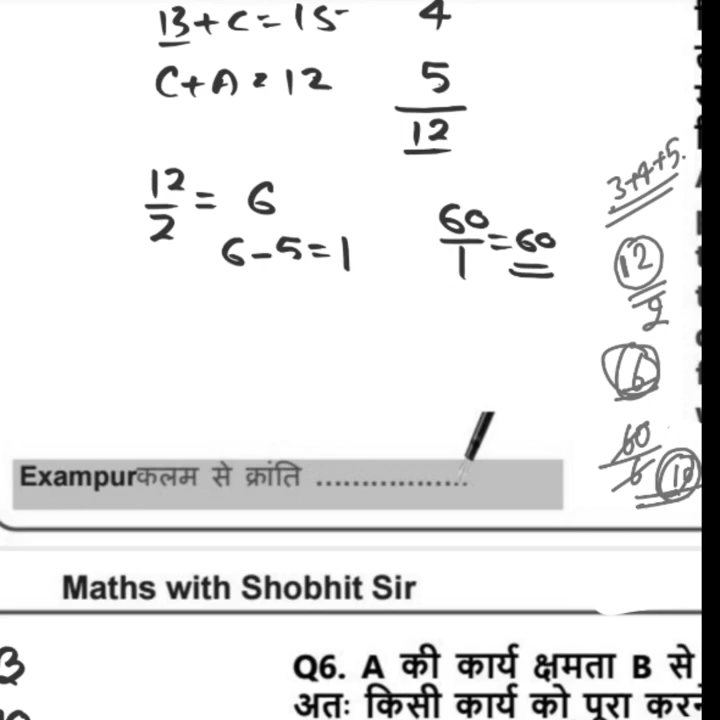 B+C=15 4
C+A=12 5
12
12/2 = 6
6-5=1
60/1=60
3+4+5.
12/2
6
60/6 10
Exampurकलम से क्रांति .................
Maths with Shobhit Sir
Q6. A की कार्य क्षमता B से
अतः किसी कार्य को पूरा करन